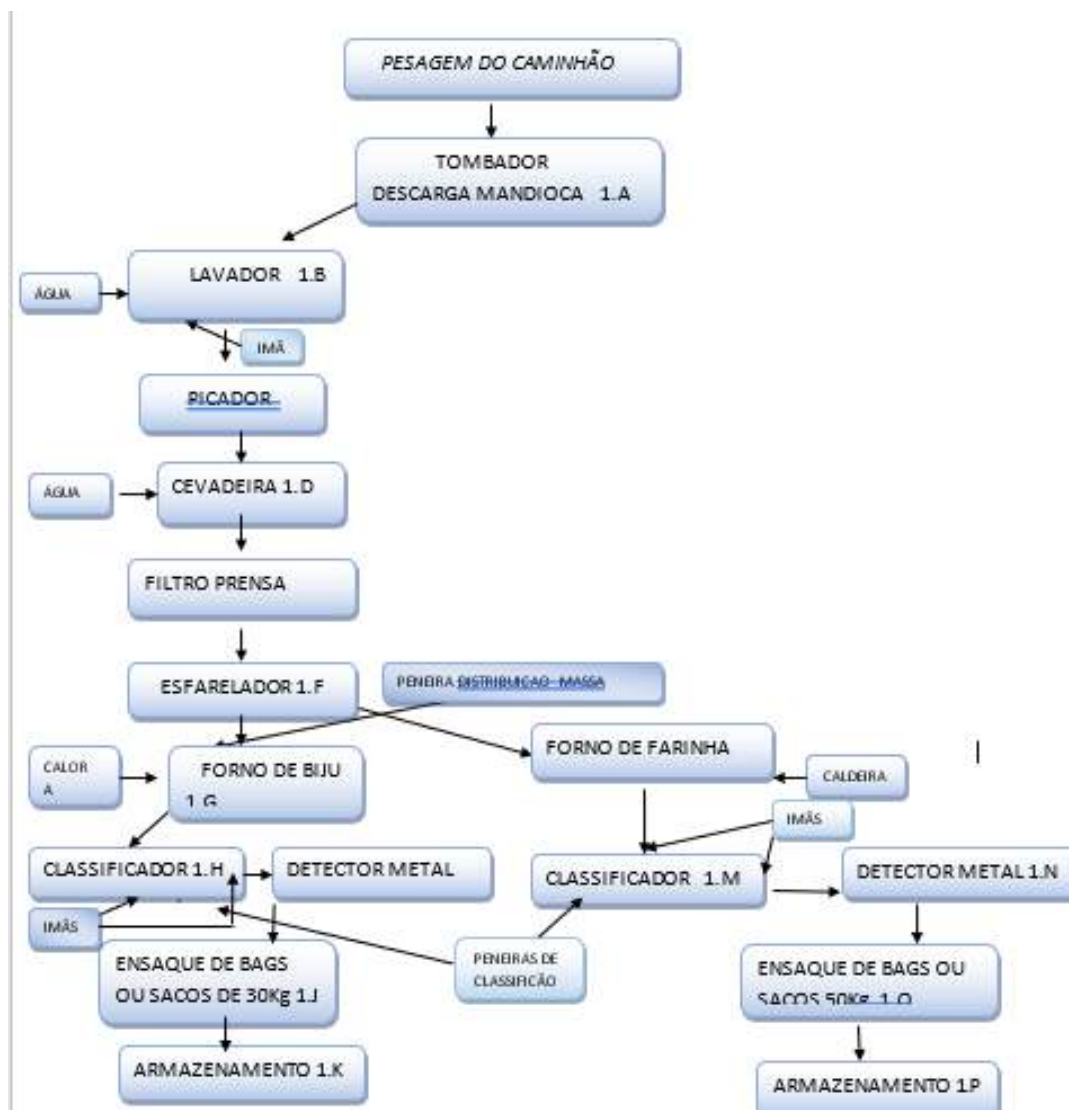 PESAGEM DO CAMINHÃO
TOMBADOR
DESCARGA MANDIOCA 1.A
LAVADOR 1.B
ÁGUA
IMÃ
PICADOR
CEVADEIRA 1.D
ÁGUA
FILTRO PRENSA
ESFARELADOR 1.F
PENEIRA DISTRIBUICAO MASSA
FORNO DE FARINHA
CALOR
A
FORNO DE BIJU
1.G
CALDEIRA
IMÃS
CLASSIFICADOR 1.H
DETECTOR METAL
CLASSIFICADOR 1.M
DETECTOR METAL 1.N
IMÃS
PENEIRAS DE
CLASSIFICÃO
ENSAQUE DE BAGS
OU SACOS DE 30Kg 1.J
ENSAQUE DE BAGS OU
SACOS 50Kg 1.O
ARMAZENAMENTO 1.K
ARMAZENAMENTO 1.P